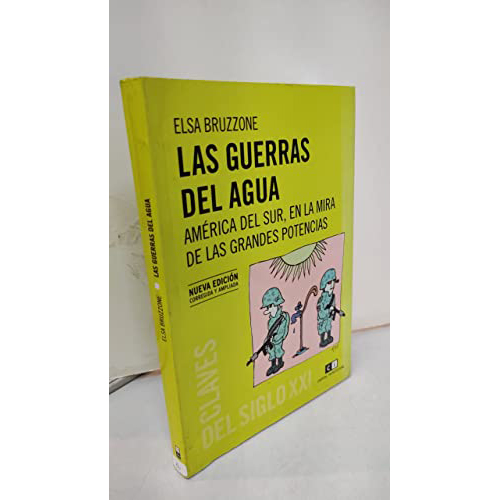 ELSA BRUZZONE
LAS GUERRAS
DEL AGUA
AMÉRICA DEL SUR, EN LA MIRA
DE LAS GRANDES POTENCIAS
NUEVA EDICIÓN
CORREGIDA Y AMPLIADA
CLAVES
DEL SIGLO XXI
ELSA BRUZZONE LAS GUERRAS DEL AGUA